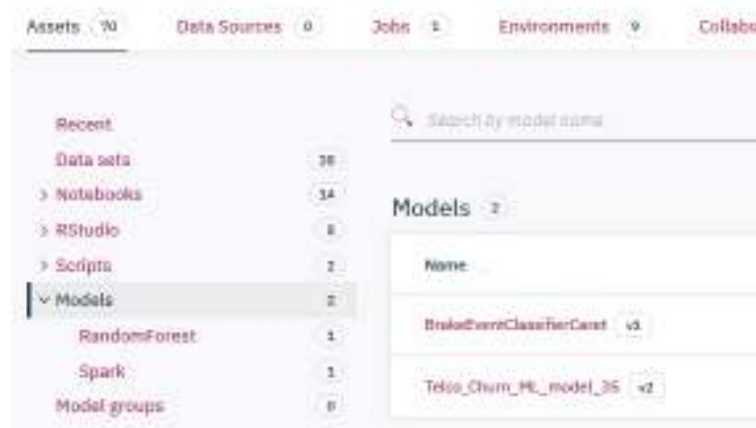 Assets 70 Data Sources 0 Jobs 1 Environments 9
Recent
Search by model name
Data sets
Notebooks 14
Models 2
RStudio
Scripts 2
Name
Models 2
BrakeEventClassifierCaret v1
RandomForest 1
Spark 1
Telco_Churn_ML_model_35 v2
Model groups 0